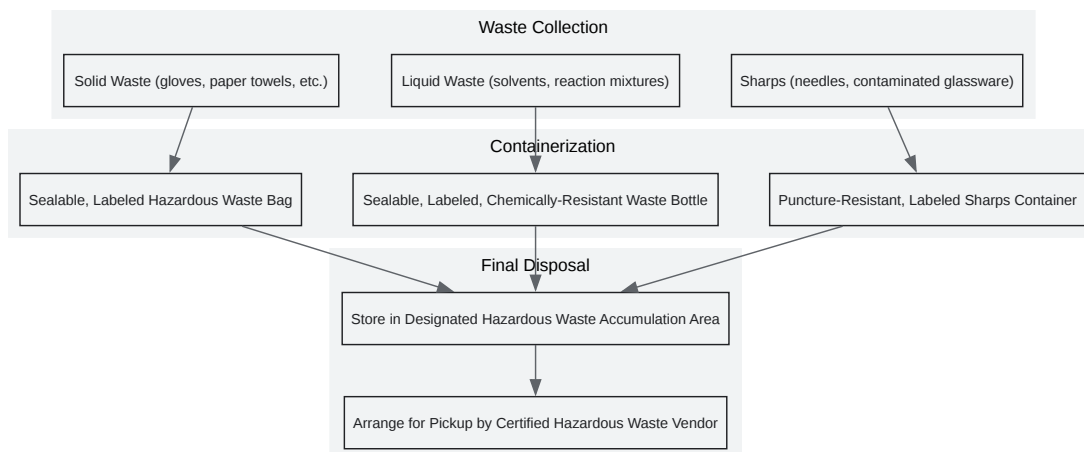 Waste Collection
Solid Waste (gloves, paper towels, etc.)
Liquid Waste (solvents, reaction mixtures)
Sharps (needles, contaminated glassware)
Containerization
Sealable, Labeled Hazardous Waste Bag
Sealable, Labeled, Chemically-Resistant Waste Bottle
Puncture-Resistant, Labeled Sharps Container
Final Disposal
Store in Designated Hazardous Waste Accumulation Area
Arrange for Pickup by Certified Hazardous Waste Vendor